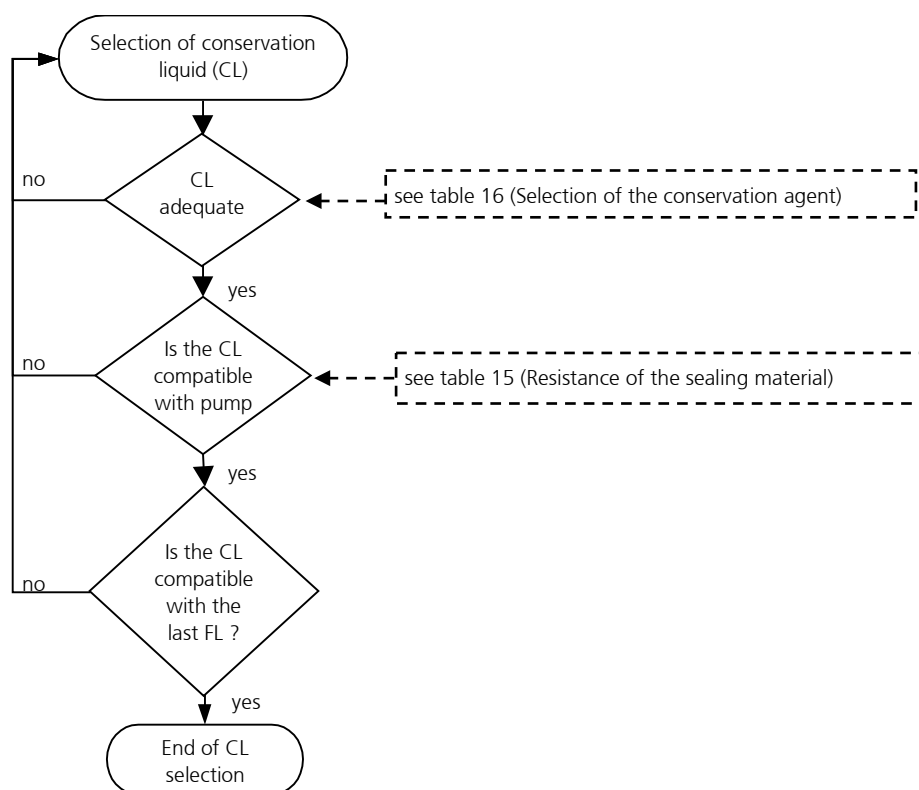 Selection of conservation
liquid (CL)
no
CL
adequate
see table 16 (Selection of the conservation agent)
yes
no
Is the CL
compatible
with pump
see table 15 (Resistance of the sealing material)
yes
no
Is the CL
compatible
with the
last FL ?
yes
End of CL
selection